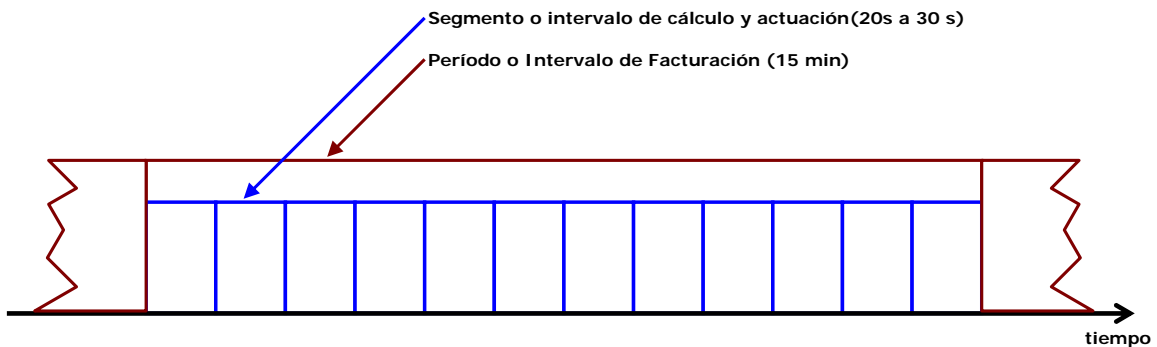 Segmento o intervalo de cálculo y actuación(20s a 30 s)
Período o Intervalo de Facturación (15 min)
tiempo